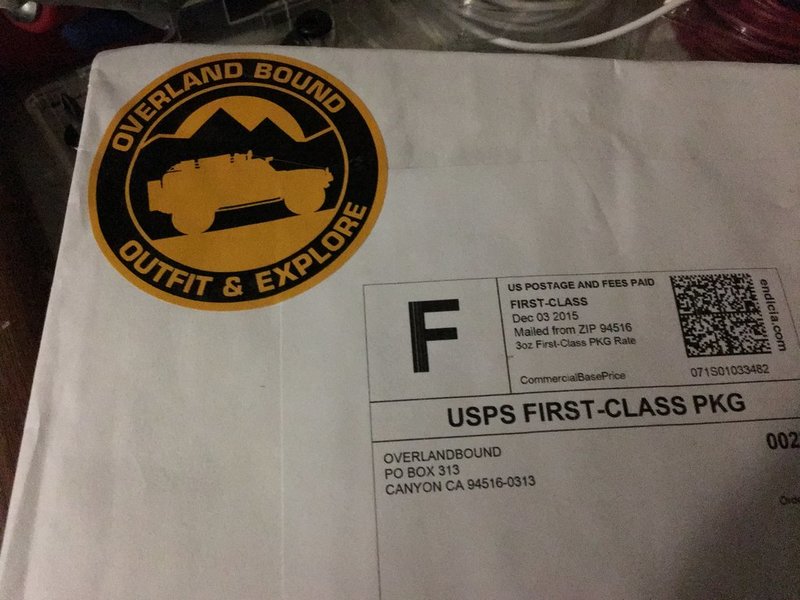 OVERLAND BOUND
OUTFIT & EXPLORE
F
US POSTAGE AND FEES PAID
FIRST-CLASS
Dec 03 2015
Mailed from ZIP 94516
3oz First-Class PKG Rate
CommercialBasePrice
endicia.com
071S01033482
USPS FIRST-CLASS PKG
OVERLANDBOUND
PO BOX 313
CANYON CA 94516-0313
002